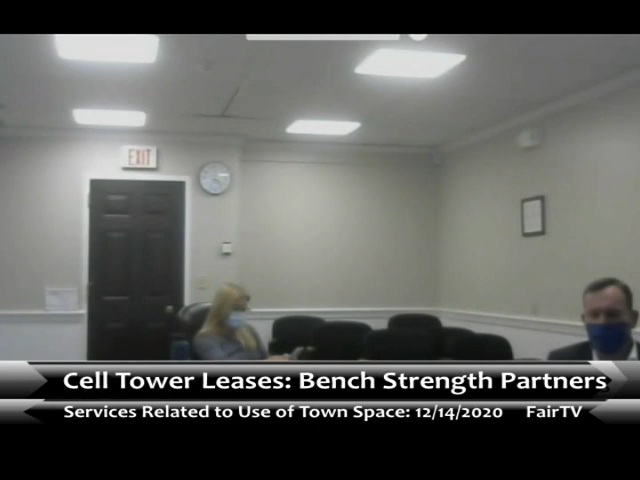 EXIT
Cell Tower Leases: Bench Strength Partners
Services Related to Use of Town Space: 12/14/2020 FairTV